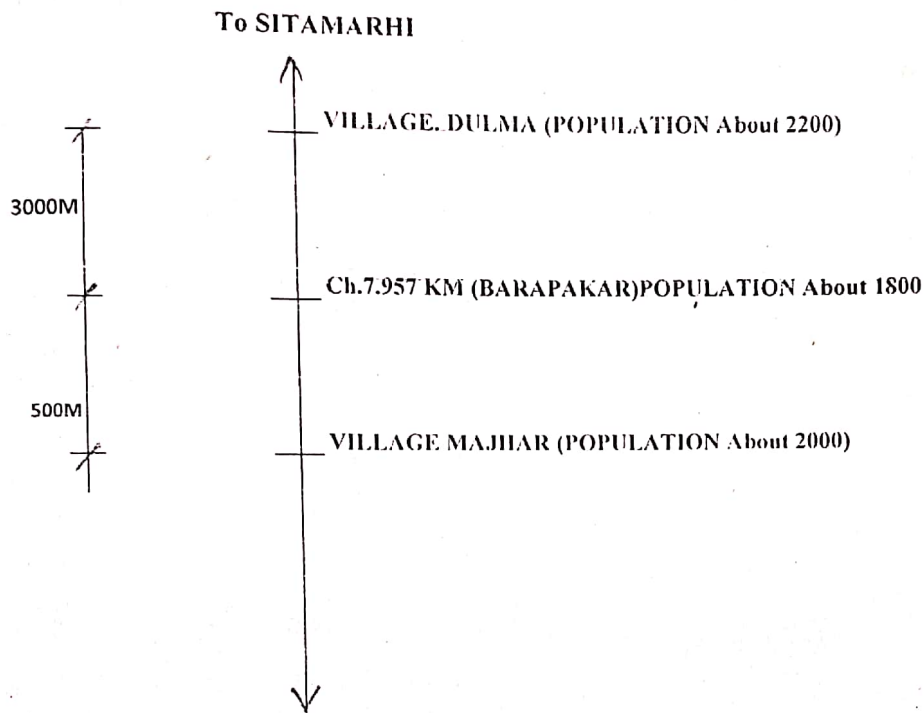 To SITAMARHI
VILLAGE. DULMA (POPULATION About 2200)
3000M
Ch.7.957 KM (BARAPAKAR)POPULATION About 1800
500M
VILLAGE MAJHAR (POPULATION About 2000)